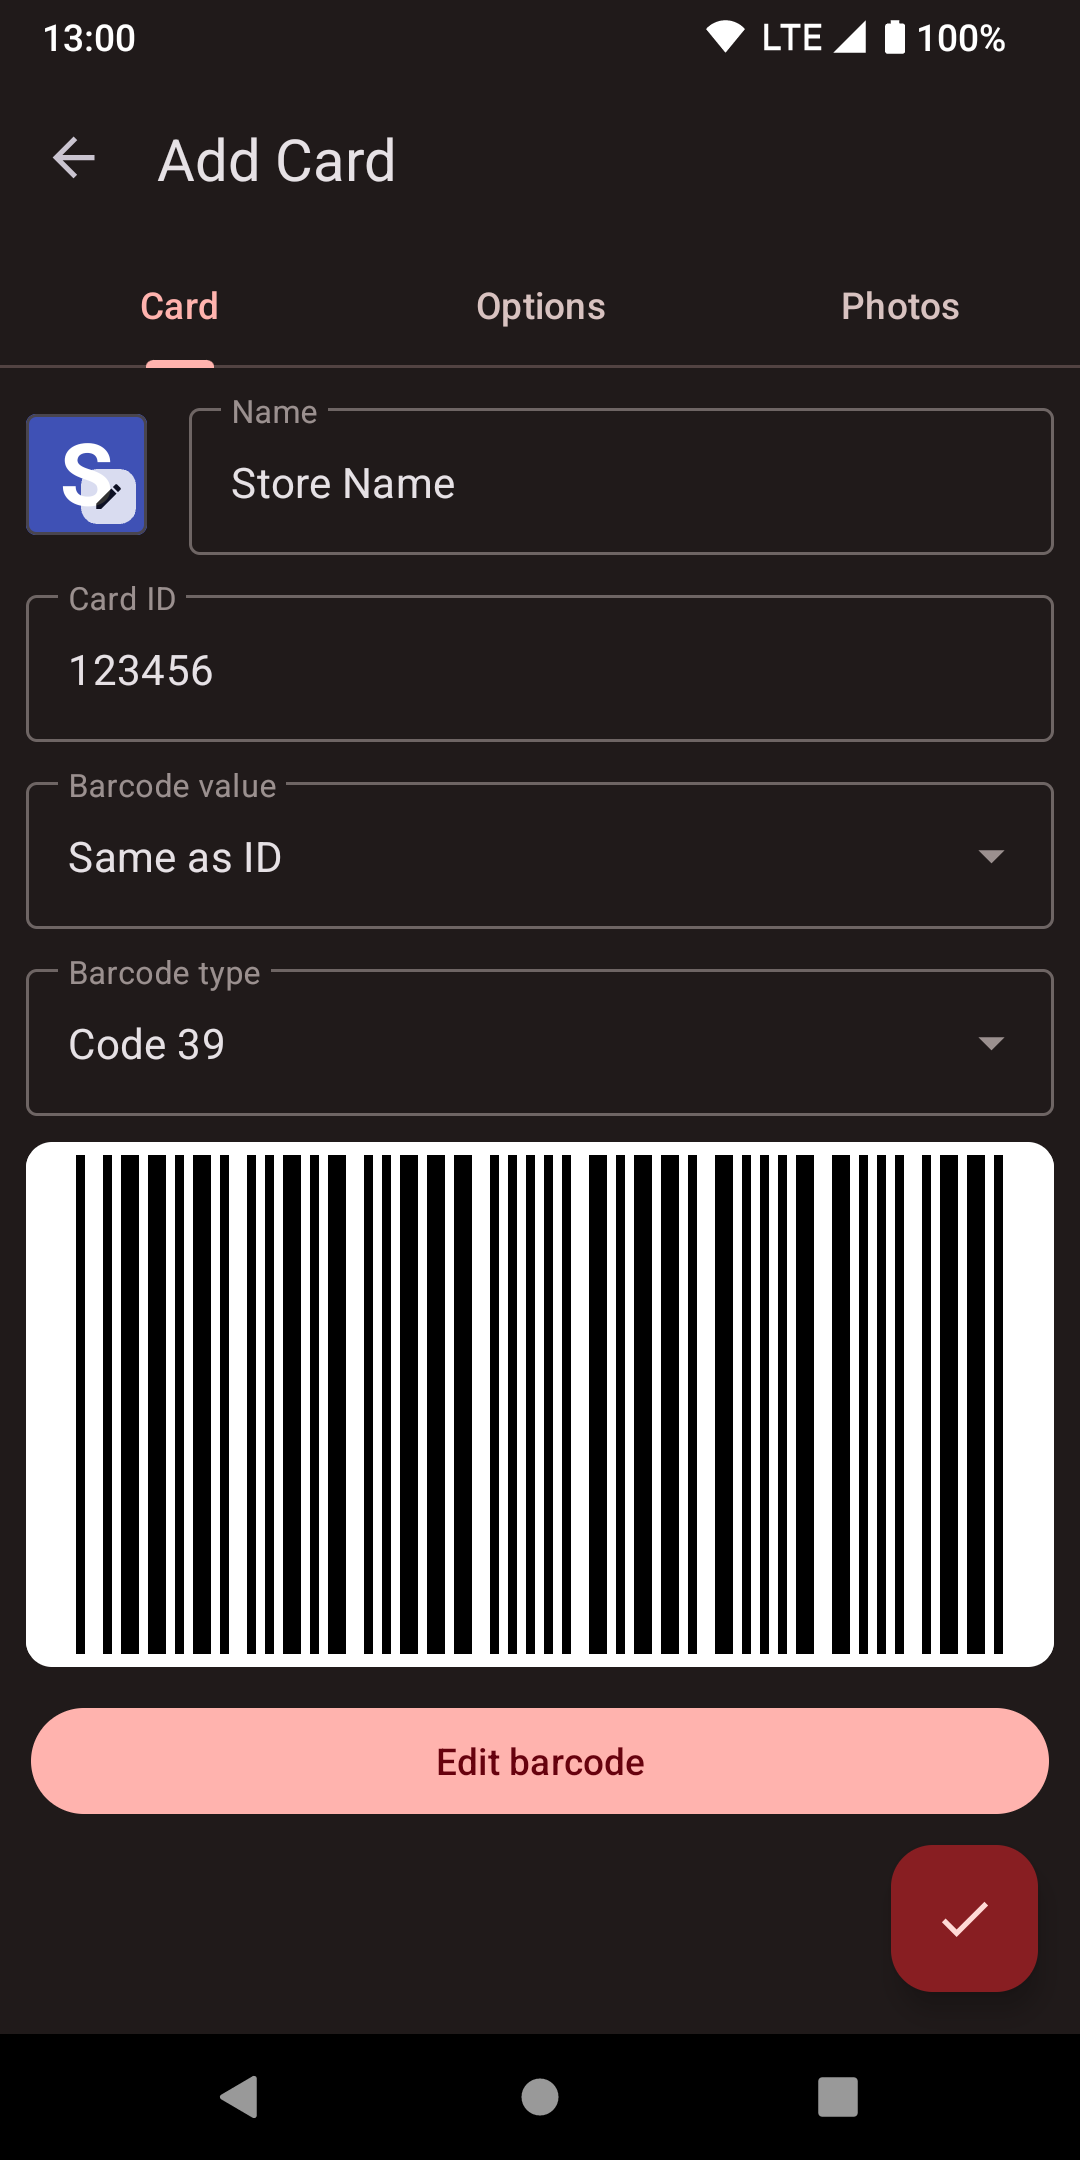 13:00 LTE 100%
Add Card
Card Options Photos
Name
S Store Name
Card ID
123456
Barcode value
Same as ID
Barcode type
Code 39
Edit barcode